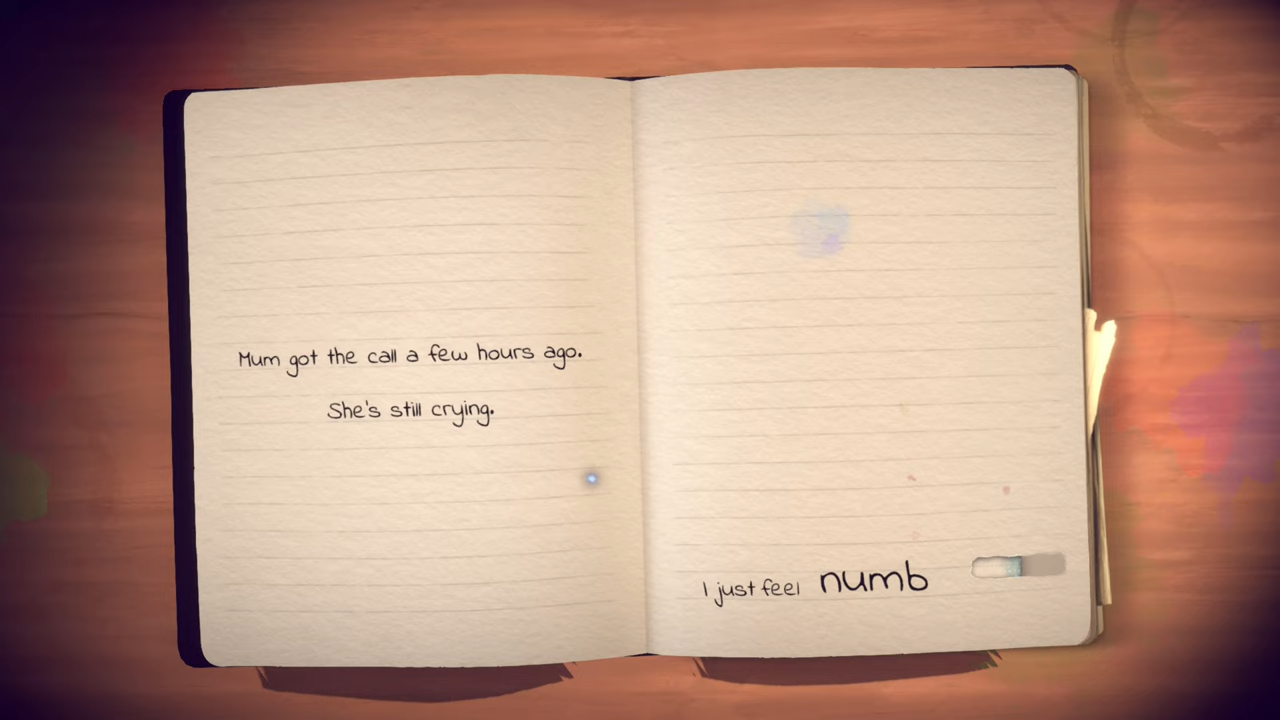 Mum got the call a few hours ago.
She's still crying.
I just feel numb